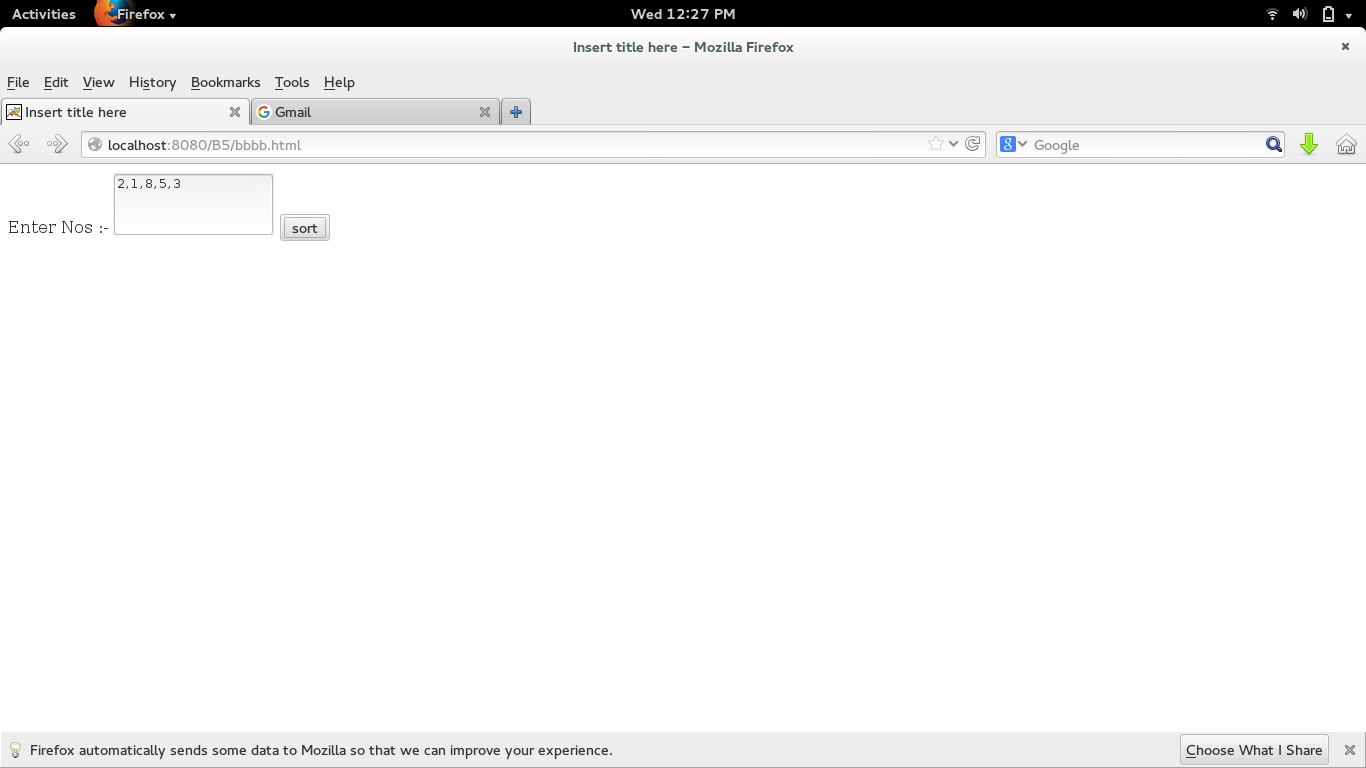 Activities Firefox Wed 12:27 PM
Insert title here – Mozilla Firefox
File Edit View History Bookmarks Tools Help
Insert title here Gmail
localhost:8080/B5/bbbb.html 8 Google
2,1,8,5,3
Enter Nos :- sort
Firefox automatically sends some data to Mozilla so that we can improve your experience. Choose What I Share